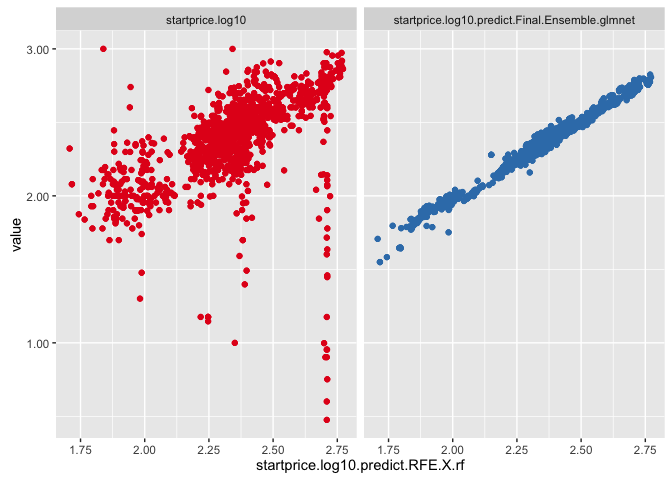 startprice.log10 startprice.log10.predict.Final.Ensemble.glmnet
3.00
2.00
1.00
value
1.75 2.00 2.25 2.50 2.75 1.75 2.00 2.25 2.50 2.75
startprice.log10.predict.RFE.X.rf